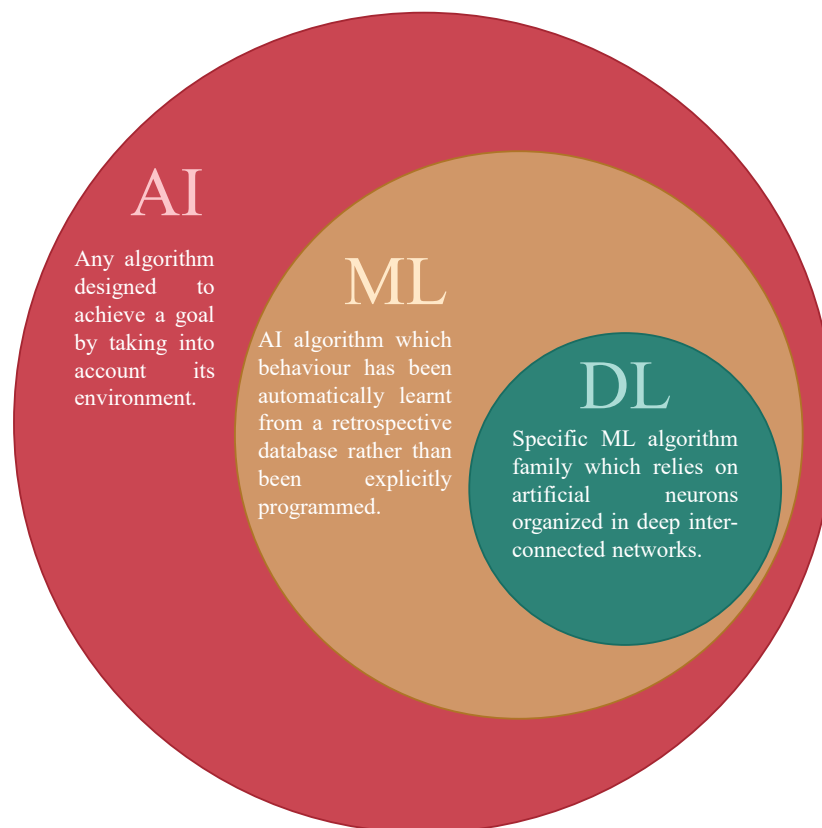 AI
Any algorithm
designed to
achieve a goal
by taking into
account its
environment.
ML
AI algorithm which
behaviour has been
automatically learnt
from a retrospective
database rather than
been explicitly
programmed.
DL
Specific ML algorithm
family which relies on
artificial neurons
organized in deep inter-
connected networks.